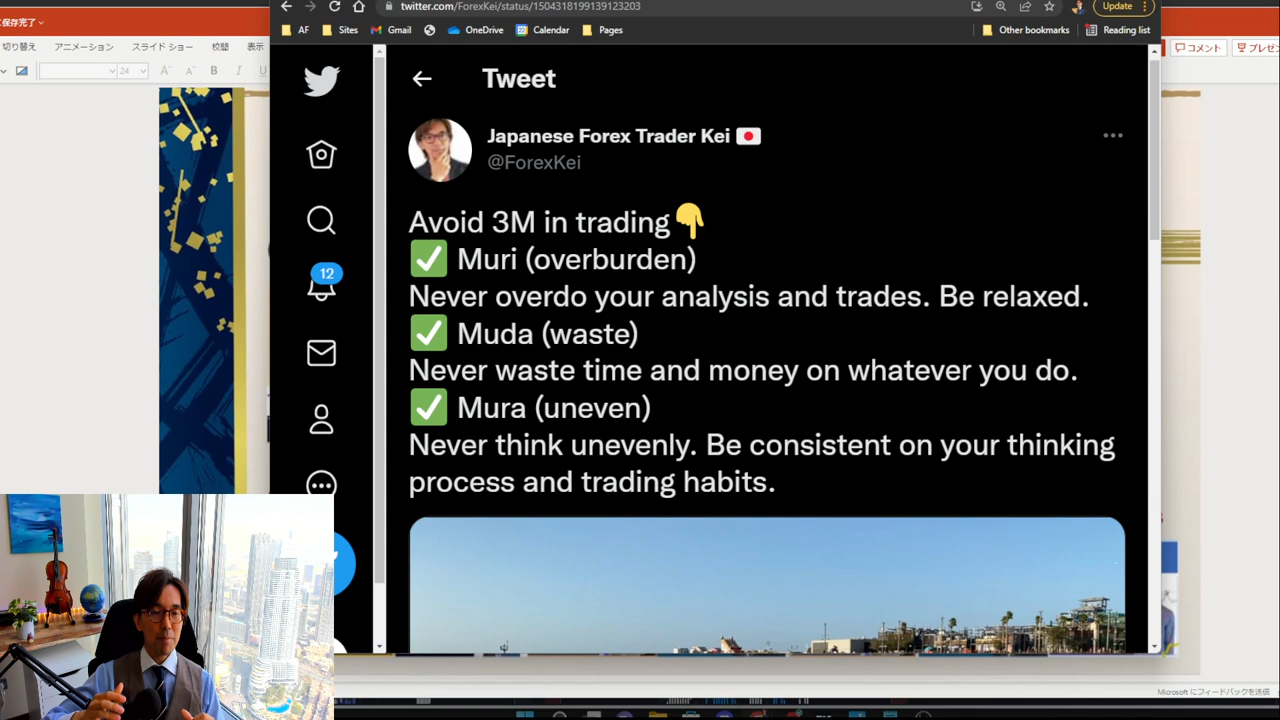 保存完了
twitter.com/ForexKei/status/1504318199139123203
Update
AF
Sites
Gmail
OneDrive
Calendar
Pages
Other bookmarks
Reading list
切り替え
アニメーション
スライド ショー
校閲
表示
コメント
24
B
I
U
Tweet
Japanese Forex Trader Kei 🇯🇵
@ForexKei
12
Avoid 3M in trading👇
✅ Muri (overburden)
Never overdo your analysis and trades. Be relaxed.
✅ Muda (waste)
Never waste time and money on whatever you do.
✅ Mura (uneven)
Never think unevenly. Be consistent on your thinking
process and trading habits.
Microsoft にフィードバックを送信